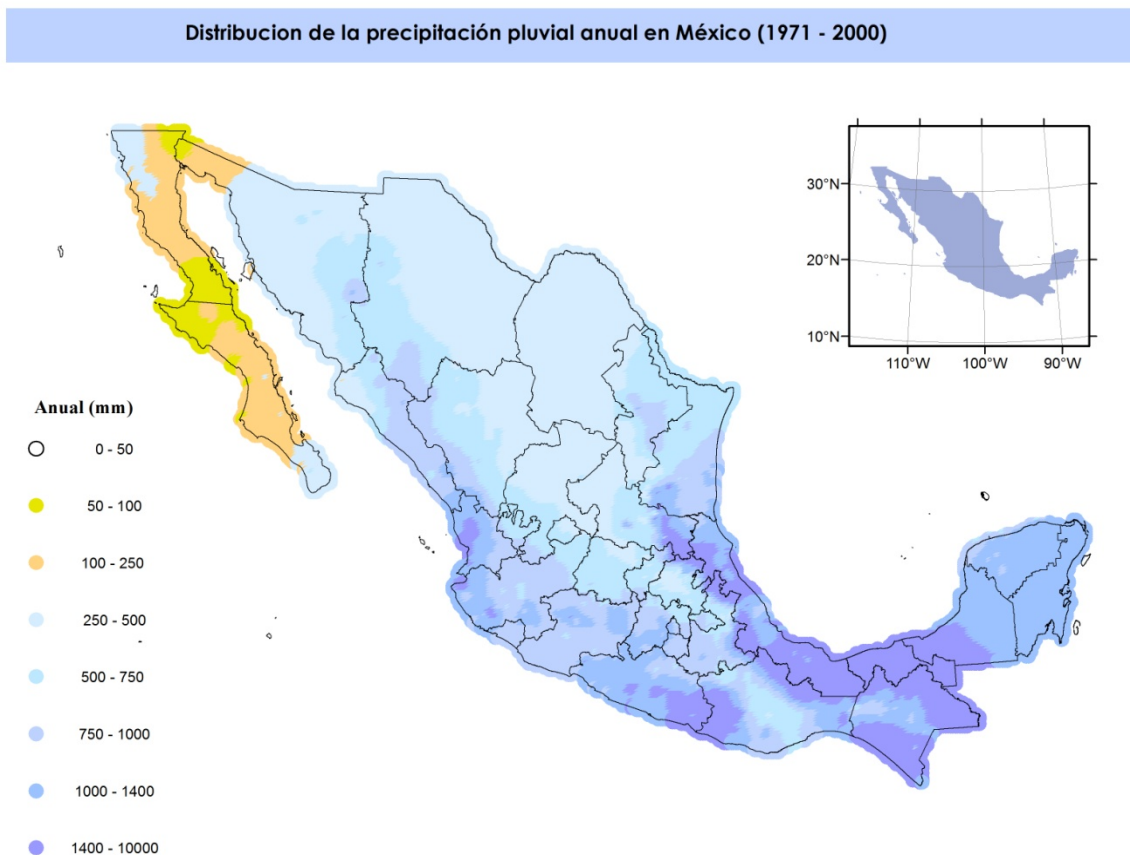 Distribucion de la precipitación pluvial anual en México (1971 - 2000)
30°N
20°N
10°N
110°W 100°W 90°W
Anual (mm)
0 - 50
50 - 100
100 - 250
250 - 500
500 - 750
750 - 1000
1000 - 1400
1400 - 10000